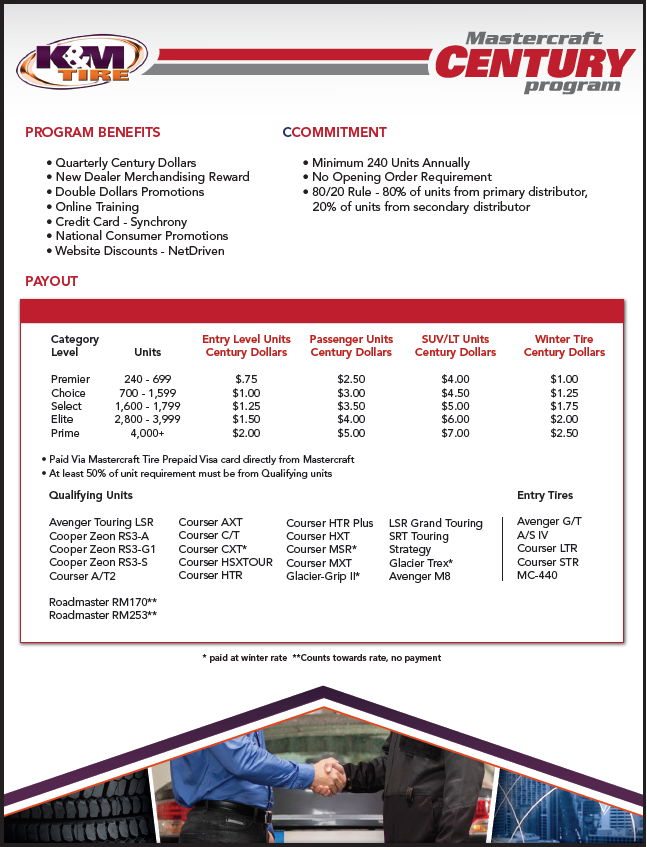 K&M
TIRE
Mastercraft
CENTURY
program
PROGRAM BENEFITS
• Quarterly Century Dollars
• New Dealer Merchandising Reward
• Double Dollars Promotions
• Online Training
• Credit Card - Synchrony
• National Consumer Promotions
• Website Discounts - NetDriven
CCOMMITMENT
• Minimum 240 Units Annually
• No Opening Order Requirement
• 80/20 Rule - 80% of units from primary distributor,
20% of units from secondary distributor
PAYOUT
Category Entry Level Units Passenger Units SUV/LT Units Winter Tire
Level Units Century Dollars Century Dollars Century Dollars Century Dollars
Premier 240 - 699 $.75 $2.50 $4.00 $1.00
Choice 700 - 1,599 $1.00 $3.00 $4.50 $1.25
Select 1,600 - 1,799 $1.25 $3.50 $5.00 $1.75
Elite 2,800 - 3,999 $1.50 $4.00 $6.00 $2.00
Prime 4,000+ $2.00 $5.00 $7.00 $2.50
• Paid Via Mastercraft Tire Prepaid Visa card directly from Mastercraft
• At least 50% of unit requirement must be from Qualifying units
Qualifying Units
Avenger Touring LSR
Cooper Zeon RS3-A
Cooper Zeon RS3-G1
Cooper Zeon RS3-S
Courser A/T2
Roadmaster RM170**
Roadmaster RM253**
Courser AXT
Courser C/T
Courser CXT*
Courser HSXTOUR
Courser HTR
Courser HTR Plus
Courser HXT
Courser MSR*
Courser MXT
Glacier-Grip II*
LSR Grand Touring
SRT Touring
Strategy
Glacier Trex*
Avenger M8
Entry Tires
Avenger G/T
A/S IV
Courser LTR
Courser STR
MC-440
* paid at winter rate **Counts towards rate, no payment